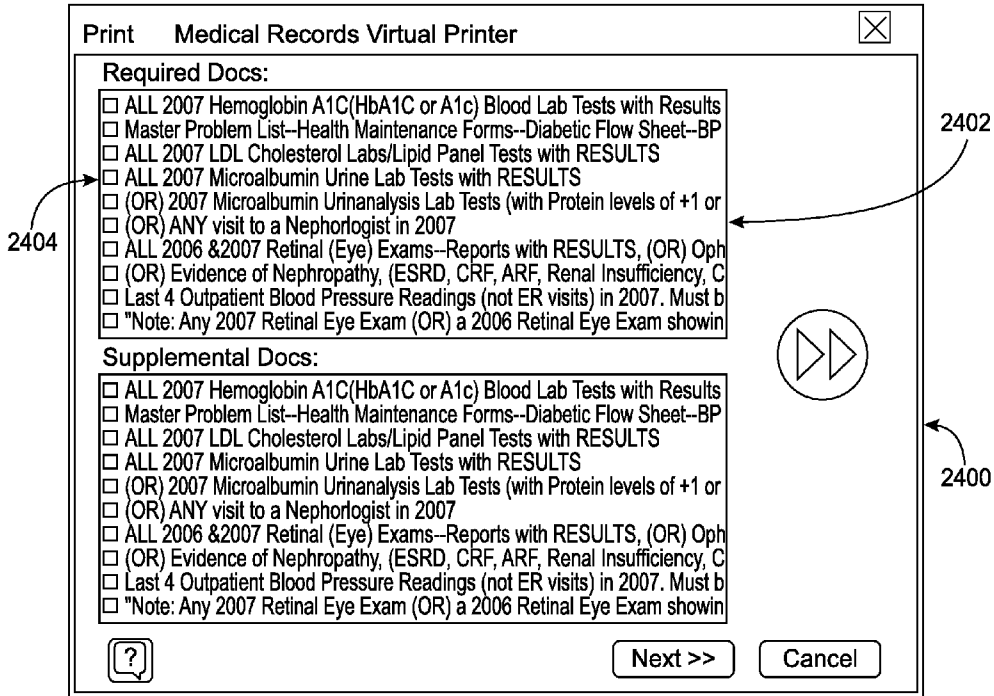 Print Medical Records Virtual Printer
Required Docs:
ALL 2007 Hemoglobin A1C(HbA1C or A1c) Blood Lab Tests with Results
Master Problem List--Health Maintenance Forms--Diabetic Flow Sheet--BP
ALL 2007 LDL Cholesterol Labs/Lipid Panel Tests with RESULTS
ALL 2007 Microalbumin Urine Lab Tests with RESULTS
(OR) 2007 Microalbumin Urinanalysis Lab Tests (with Protein levels of +1 or
(OR) ANY visit to a Nephorlogist in 2007
ALL 2006 &2007 Retinal (Eye) Exams--Reports with RESULTS, (OR) Oph
(OR) Evidence of Nephropathy, (ESRD, CRF, ARF, Renal Insufficiency, C
Last 4 Outpatient Blood Pressure Readings (not ER visits) in 2007. Must b
"Note: Any 2007 Retinal Eye Exam (OR) a 2006 Retinal Eye Exam showin
2402
2404
Supplemental Docs:
ALL 2007 Hemoglobin A1C(HbA1C or A1c) Blood Lab Tests with Results
Master Problem List--Health Maintenance Forms--Diabetic Flow Sheet--BP
ALL 2007 LDL Cholesterol Labs/Lipid Panel Tests with RESULTS
ALL 2007 Microalbumin Urine Lab Tests with RESULTS
(OR) 2007 Microalbumin Urinanalysis Lab Tests (with Protein levels of +1 or
(OR) ANY visit to a Nephorlogist in 2007
ALL 2006 &2007 Retinal (Eye) Exams--Reports with RESULTS, (OR) Oph
(OR) Evidence of Nephropathy, (ESRD, CRF, ARF, Renal Insufficiency, C
Last 4 Outpatient Blood Pressure Readings (not ER visits) in 2007. Must b
"Note: Any 2007 Retinal Eye Exam (OR) a 2006 Retinal Eye Exam showin
2400
? Next >> Cancel